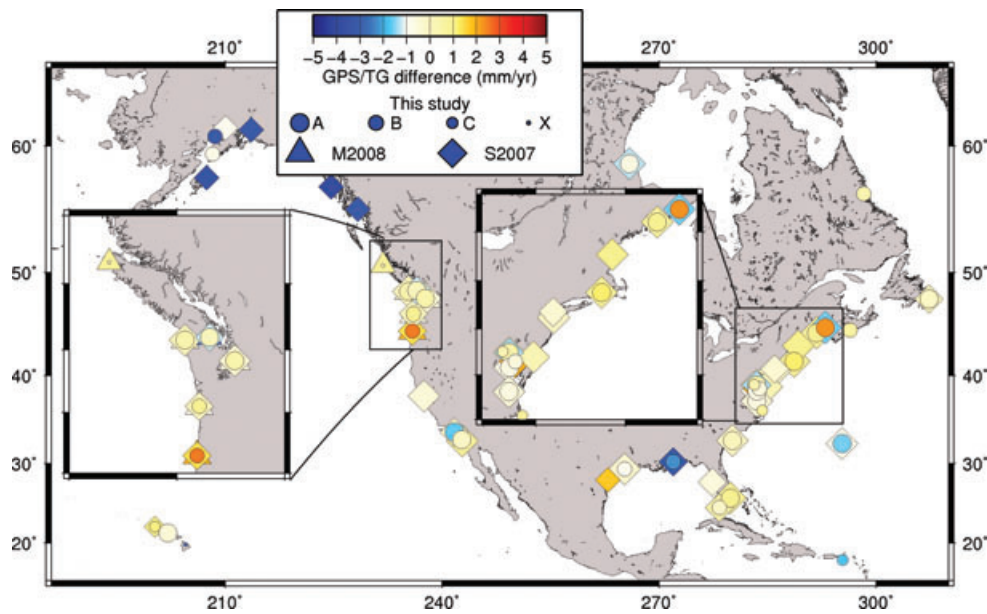 210˚ 270˚ 300˚
−5 −4 −3 −2 −1 0 1 2 3 4 5
GPS/TG difference (mm/yr)
This study
A B C X
M2008 S2007
60˚ 60˚
50˚ 50˚
40˚ 40˚
30˚ 30˚
20˚ 20˚
210˚ 240˚ 270˚ 300˚